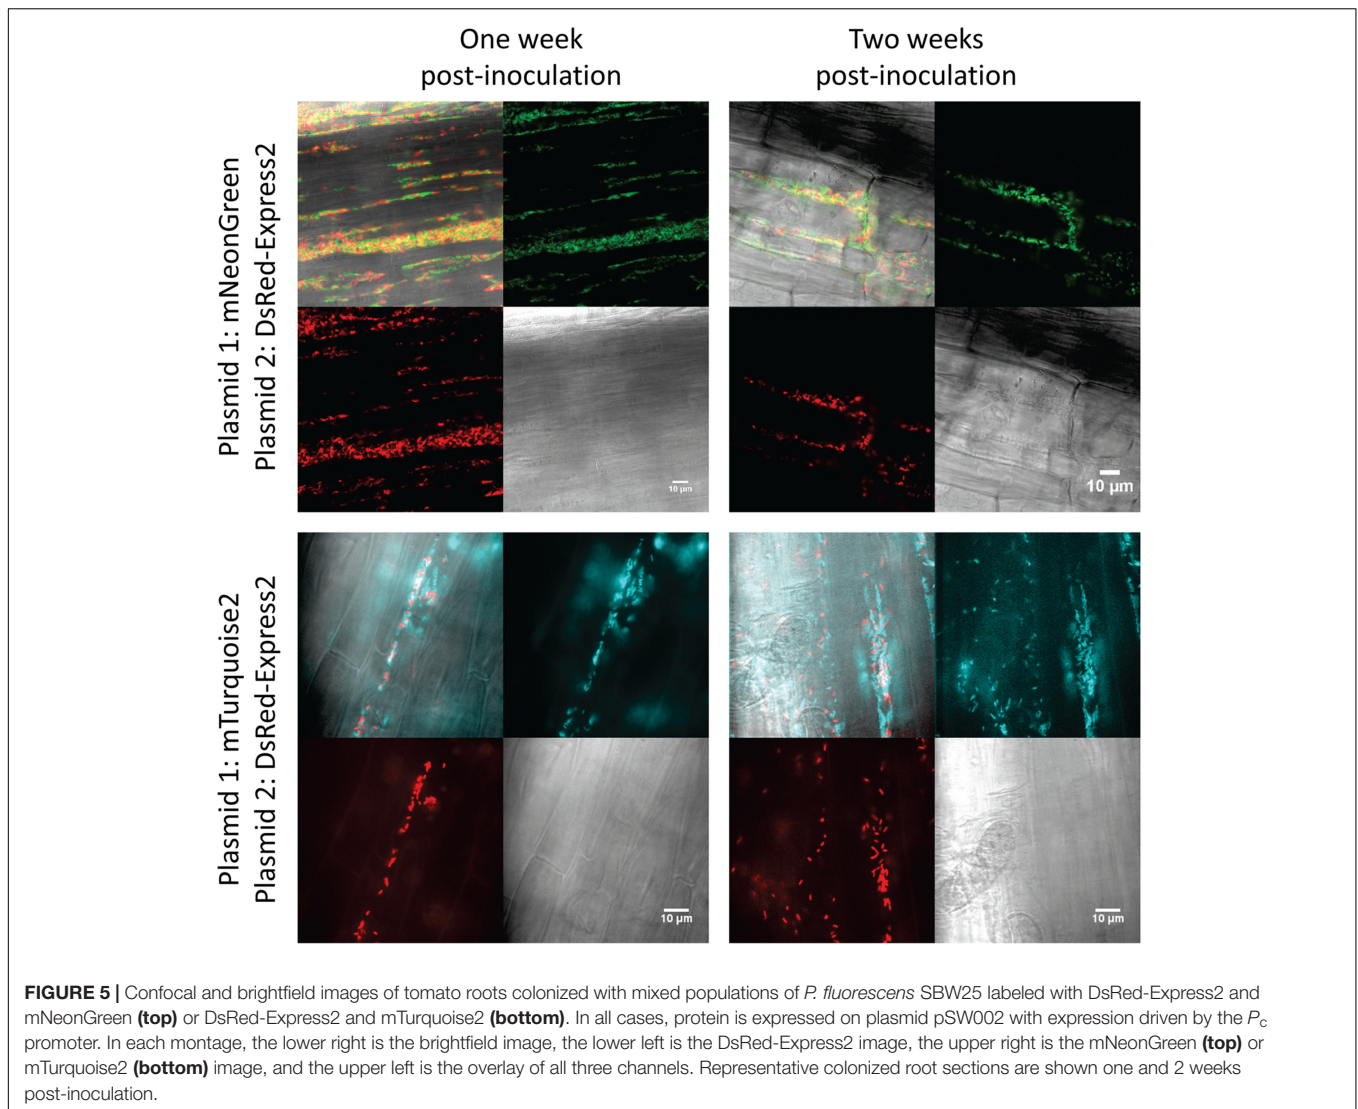 One week
post-inoculation
Two weeks
post-inoculation
Plasmid 1: mNeonGreen
Plasmid 2: DsRed-Express2
10 µm
10 µm
Plasmid 1: mTurquoise2
Plasmid 2: DsRed-Express2
10 µm
10 µm
FIGURE 5 | Confocal and brightfield images of tomato roots colonized with mixed populations of P. fluorescens SBW25 labeled with DsRed-Express2 and
mNeonGreen (top) or DsRed-Express2 and mTurquoise2 (bottom). In all cases, protein is expressed on plasmid pSW002 with expression driven by the Pc
promoter. In each montage, the lower right is the brightfield image, the lower left is the DsRed-Express2 image, the upper right is the mNeonGreen (top) or
mTurquoise2 (bottom) image, and the upper left is the overlay of all three channels. Representative colonized root sections are shown one and 2 weeks
post-inoculation.